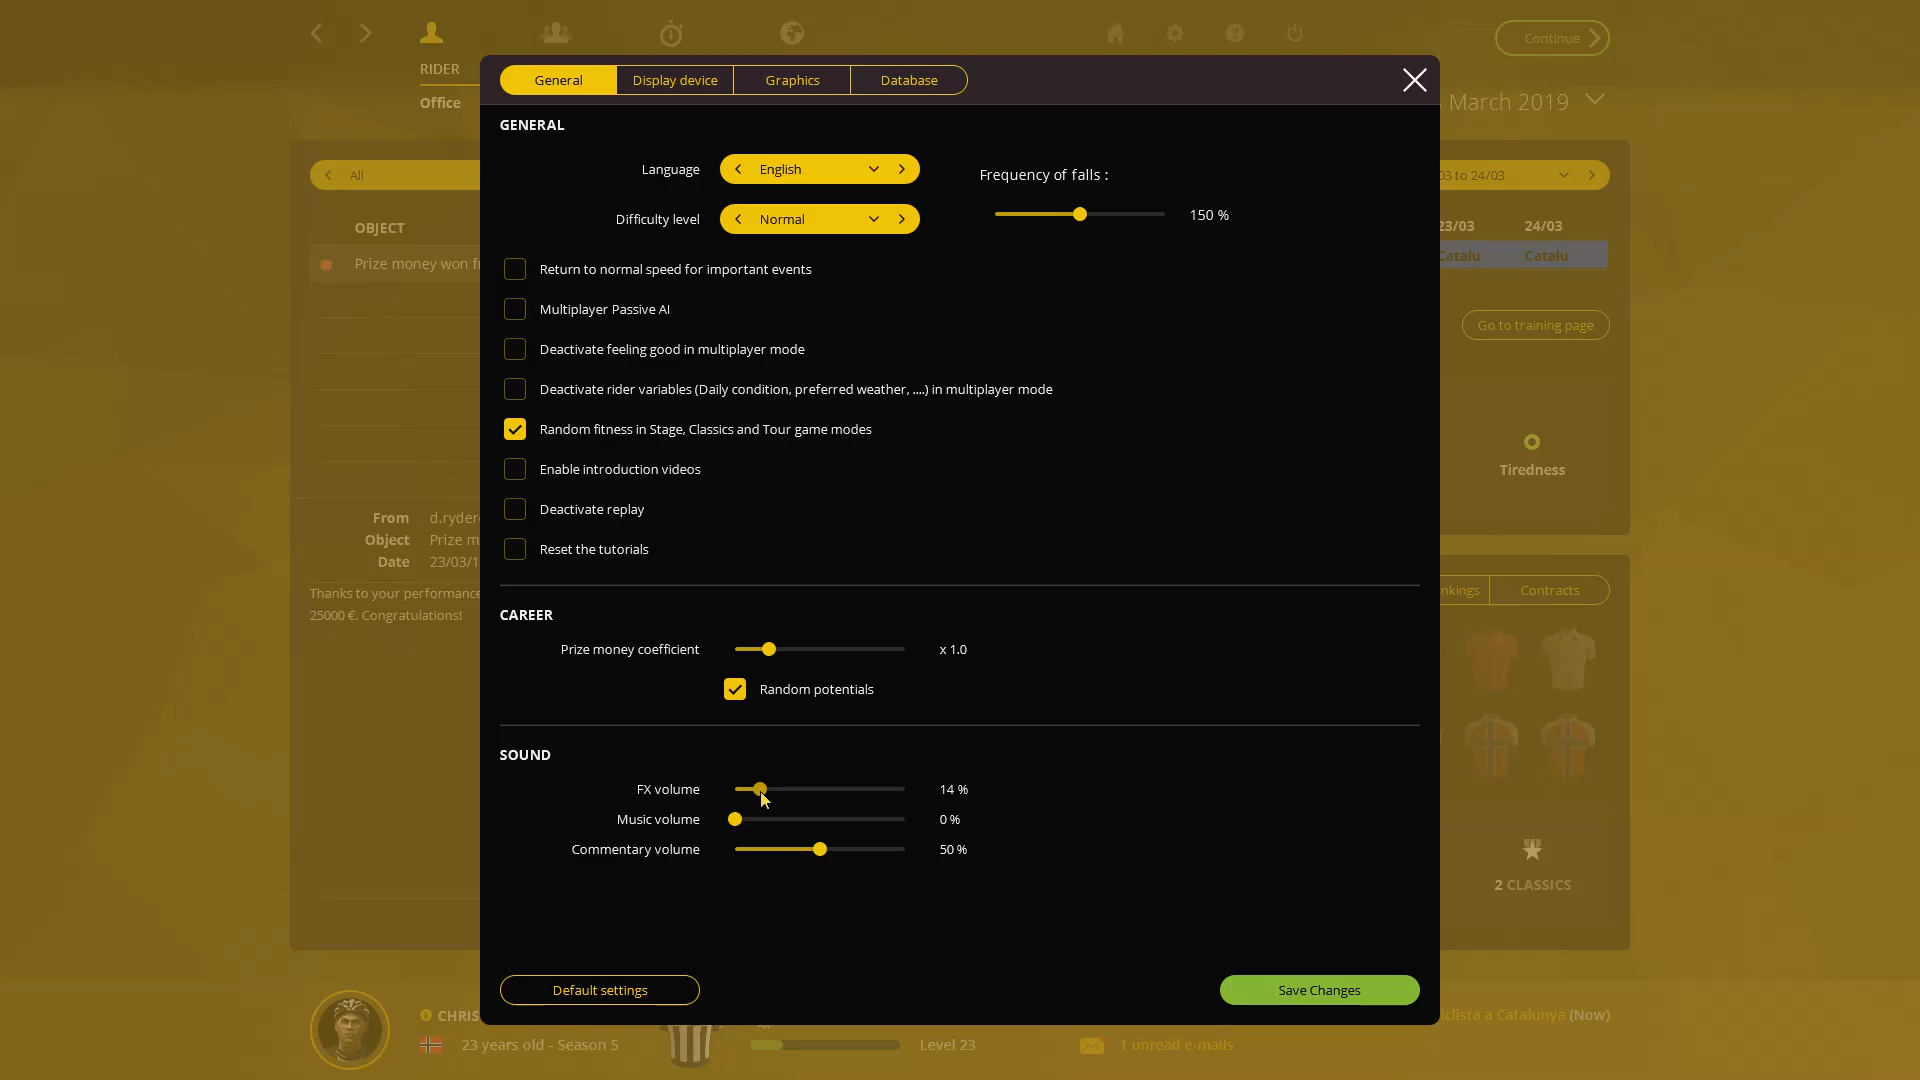 Continue
RIDER
General
Display device
Graphics
Database
Office
March 2019
GENERAL
All
Language
English
Frequency of falls :
03 to 24/03
Difficulty level
Normal
150 %
OBJECT
23/03
24/03
Prize money won
Catalu
Catalu
Return to normal speed for important events
Multiplayer Passive AI
Go to training page
Deactivate feeling good in multiplayer mode
Deactivate rider variables (Daily condition, preferred weather, ....) in multiplayer mode
Random fitness in Stage, Classics and Tour game modes
Enable introduction videos
Tiredness
Deactivate replay
Reset the tutorials
From d.ryder
Object Prize m
Date 23/03/1
Thanks to your performance
25000 €. Congratulations!
nkings
Contracts
CAREER
Prize money coefficient
x 1.0
Random potentials
SOUND
FX volume
14 %
Music volume
0 %
Commentary volume
50 %
2 CLASSICS
Default settings
Save Changes
CHRIS
23 years old - Season 5
Level 23
1 unread e-mails
iclista a Catalunya (Now)